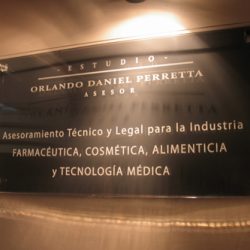 - ESTUDIO -
ORLANDO DANIEL PERRETTA
ASESOR
Asesoramiento Técnico y Legal para la Industria
FARMACÉUTICA, COSMÉTICA, ALIMENTICIA
y TECNOLOGÍA MÉDICA